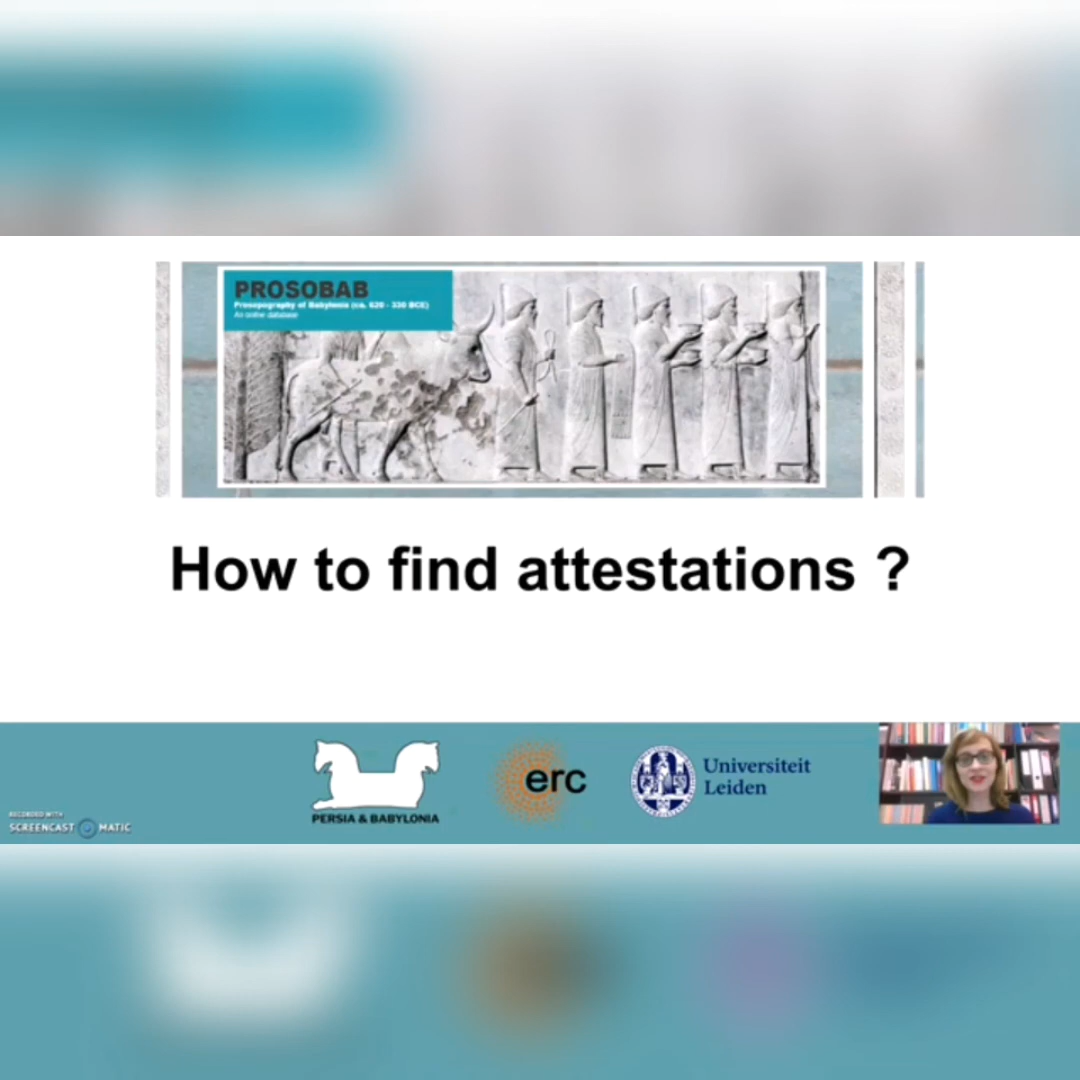 PROSOBAB
Prosopography of Babylonia (ca. 620 - 330 BCE)
An online database
How to find attestations ?
PERSIA & BABYLONIA
erc
Universiteit
Leiden
RECORDED WITH
SCREENCAST MATIC